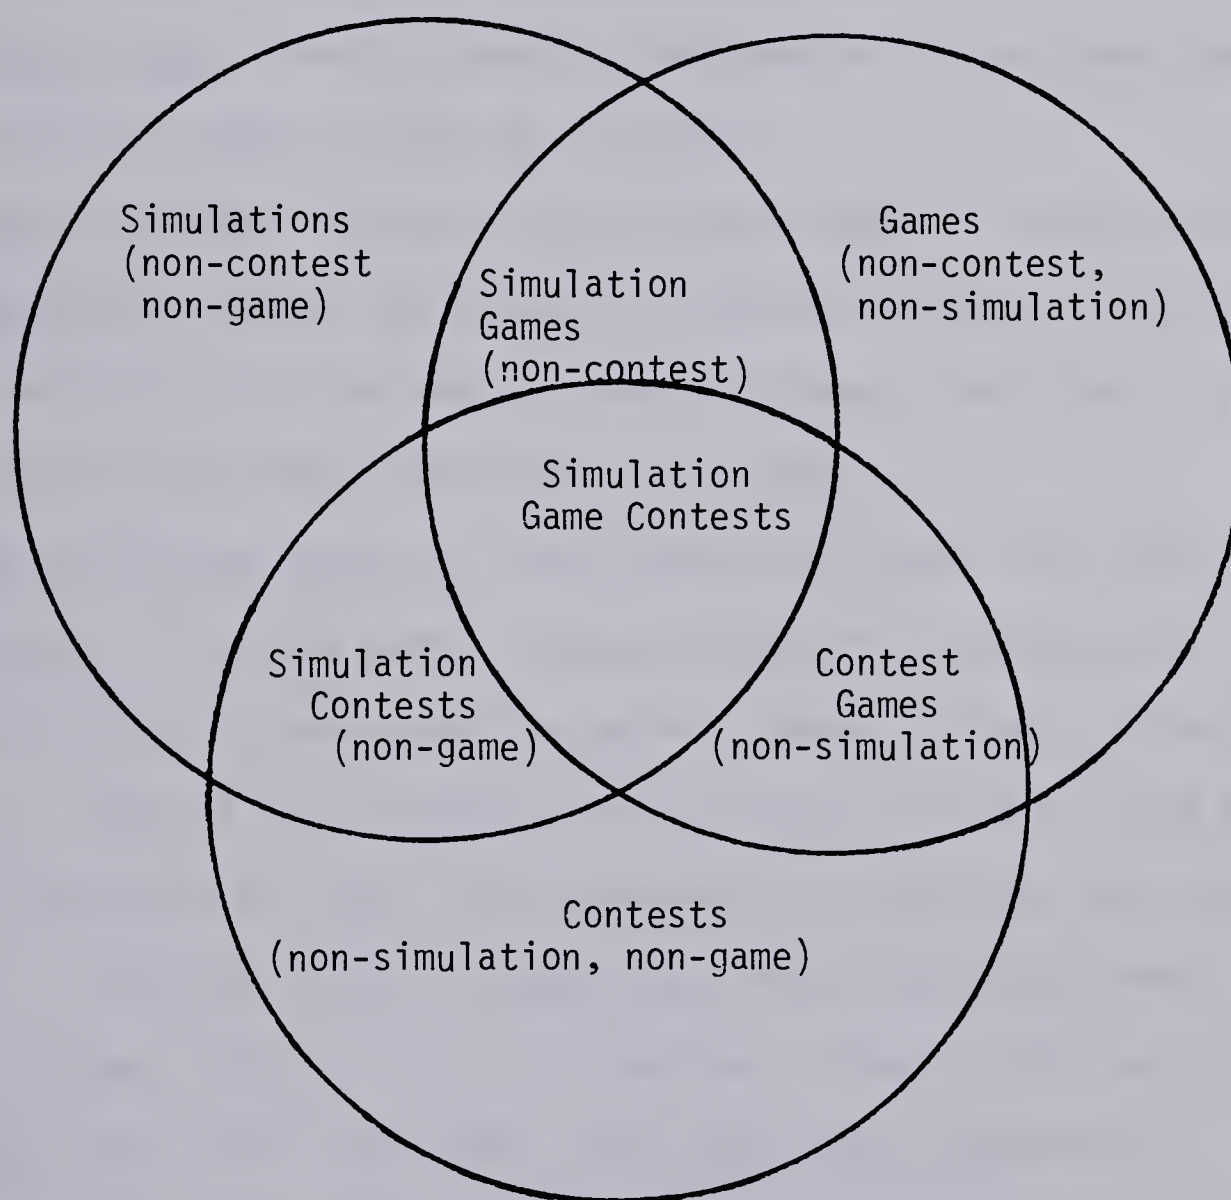 Simulations
(non-contest
non-game)
Games
(non-contest,
non-simulation)
Simulation
Games
(non-contest)
Simulation
Game Contests
Simulation
Contests
(non-game)
Contest
Games
(non-simulation)
Contests
(non-simulation, non-game)